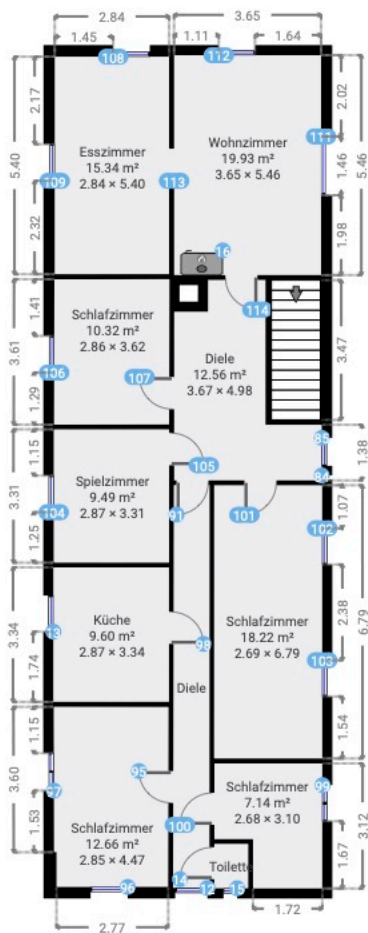 2.84
3.65
1.45
1.11
1.64
108
112
2.17
2.02
5.40
Esszimmer
15.34 m²
2.84 × 5.40
Wohnzimmer
19.93 m²
3.65 × 5.46
111
1.46
5.46
109
113
2.32
1.98
16
1.41
Schlafzimmer
10.32 m²
2.86 × 3.62
114
3.61
106
107
Diele
12.56 m²
3.67 × 4.98
3.47
1.29
1.15
105
85
1.38
84
3.31
Spielzimmer
9.49 m²
2.87 × 3.31
104
91
101
1.07
102
1.25
3.34
Küche
9.60 m²
2.87 × 3.34
13
98
Schlafzimmer
18.22 m²
2.69 × 6.79
2.38
6.79
1.74
Diele
103
1.15
1.54
3.60
95
97
Schlafzimmer
7.14 m²
2.68 × 3.10
99
1.53
Schlafzimmer
12.66 m²
2.85 × 4.47
100
3.12
1.67
Toilette
14
96
12
15
2.77
1.72